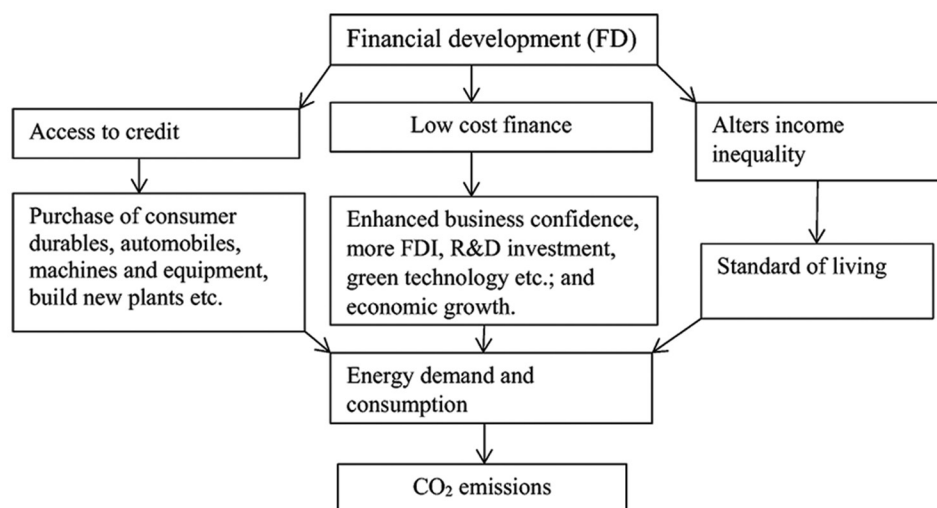 Financial development (FD)
Access to credit
Low cost finance
Alters income
inequality
Purchase of consumer
durables, automobiles,
machines and equipment,
build new plants etc.
Enhanced business confidence,
more FDI, R&D investment,
green technology etc.; and
economic growth.
Standard of living
Energy demand and
consumption
CO₂ emissions